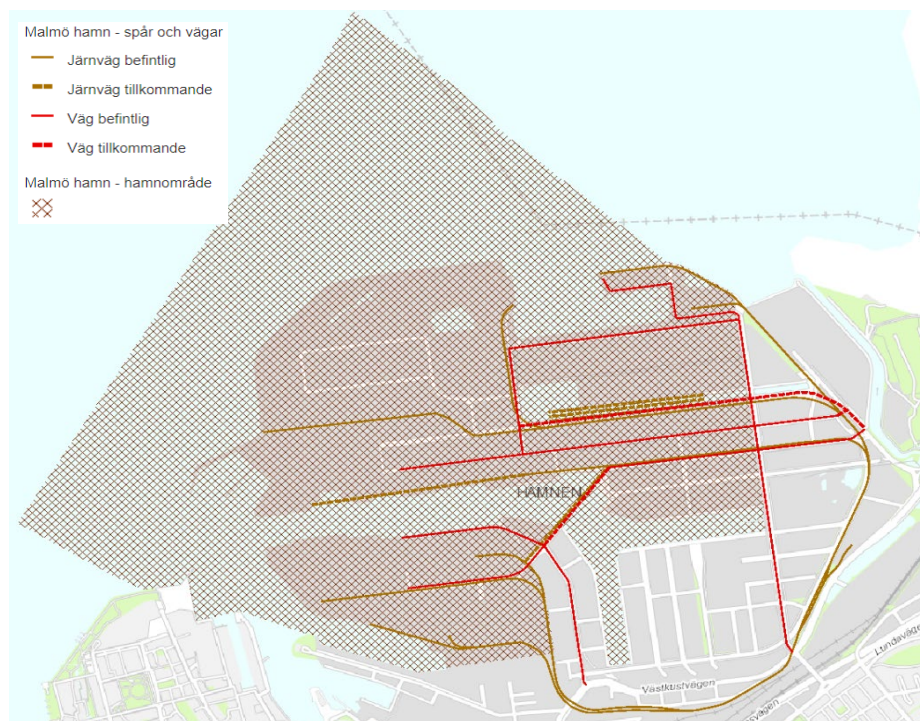 Malmö hamn - spår och vägar
Järnväg befintlig
Järnväg tillkommande
Väg befintlig
Väg tillkommande
Malmö hamn - hamnområde
HAMNEN
Lundavägen
Västkustvägen